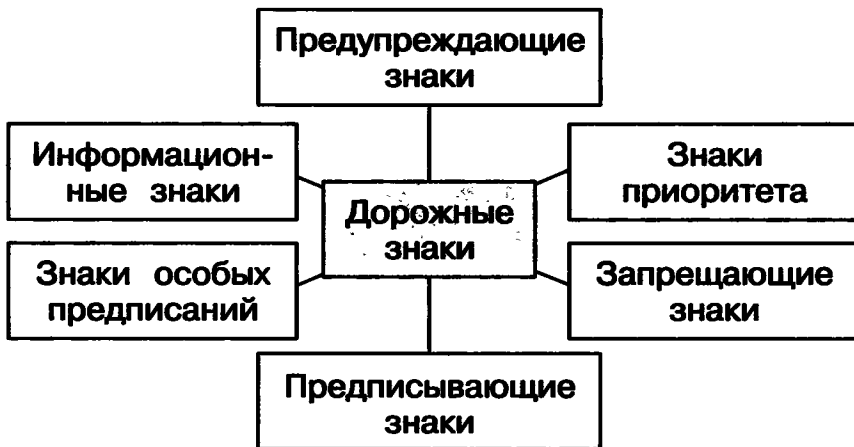 Предупреждающие
знаки
Информацион-
ные знаки
Знаки
приоритета
Дорожные
знаки
Знаки особых
предписаний
Запрещающие
знаки
Предписывающие
знаки